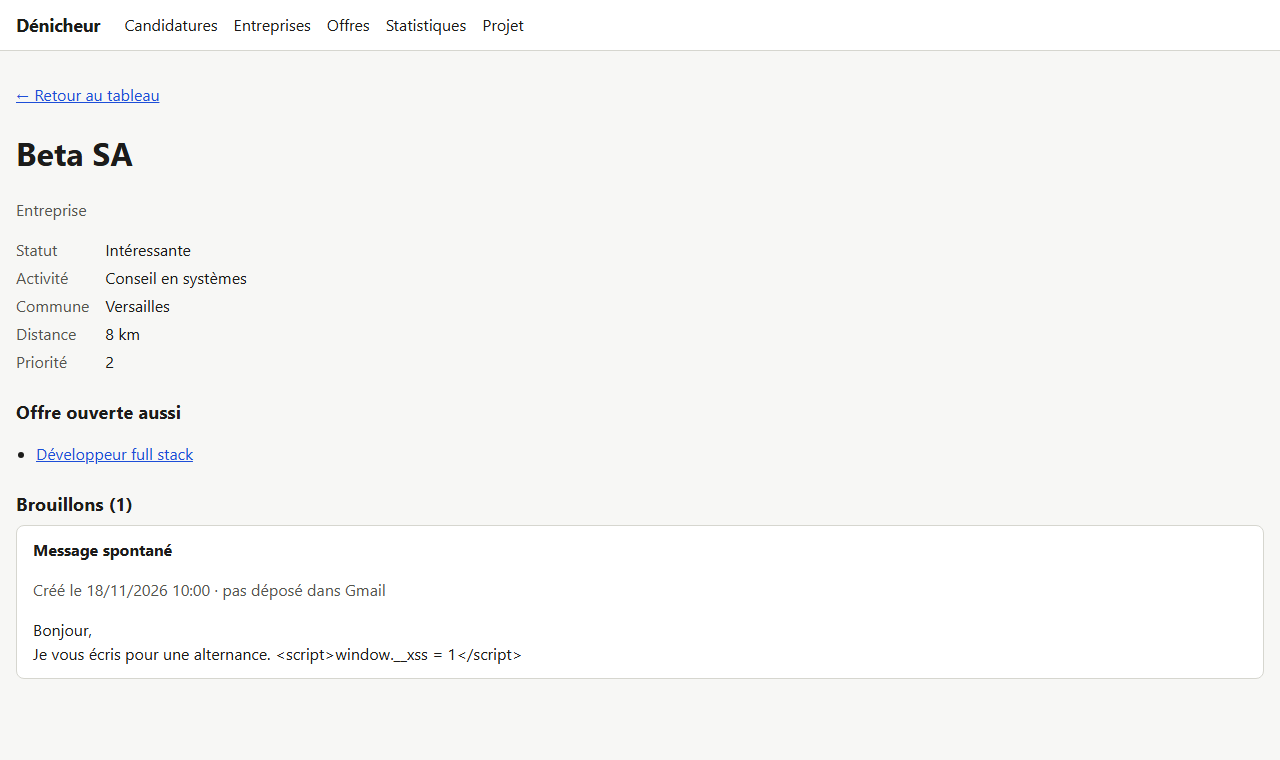 Dénicheur Candidatures Entreprises Offres Statistiques Projet
← Retour au tableau
Beta SA
Entreprise
Statut Intéressante
Activité Conseil en systèmes
Commune Versailles
Distance 8 km
Priorité 2
Offre ouverte aussi
• Développeur full stack
Brouillons (1)
Message spontané
Créé le 18/11/2026 10:00 · pas déposé dans Gmail
Bonjour,
Je vous écris pour une alternance. <script>window.__xss = 1</script>